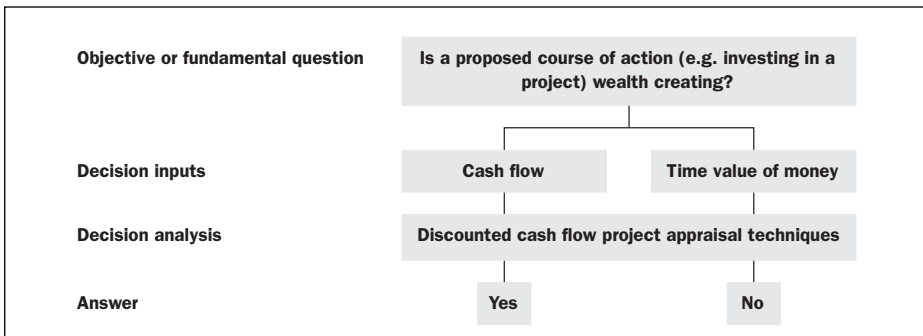 Objective or fundamental question
Is a proposed course of action (e.g. investing in a
project) wealth creating?
Decision inputs
Cash flow
Time value of money
Decision analysis
Discounted cash flow project appraisal techniques
Answer
Yes
No